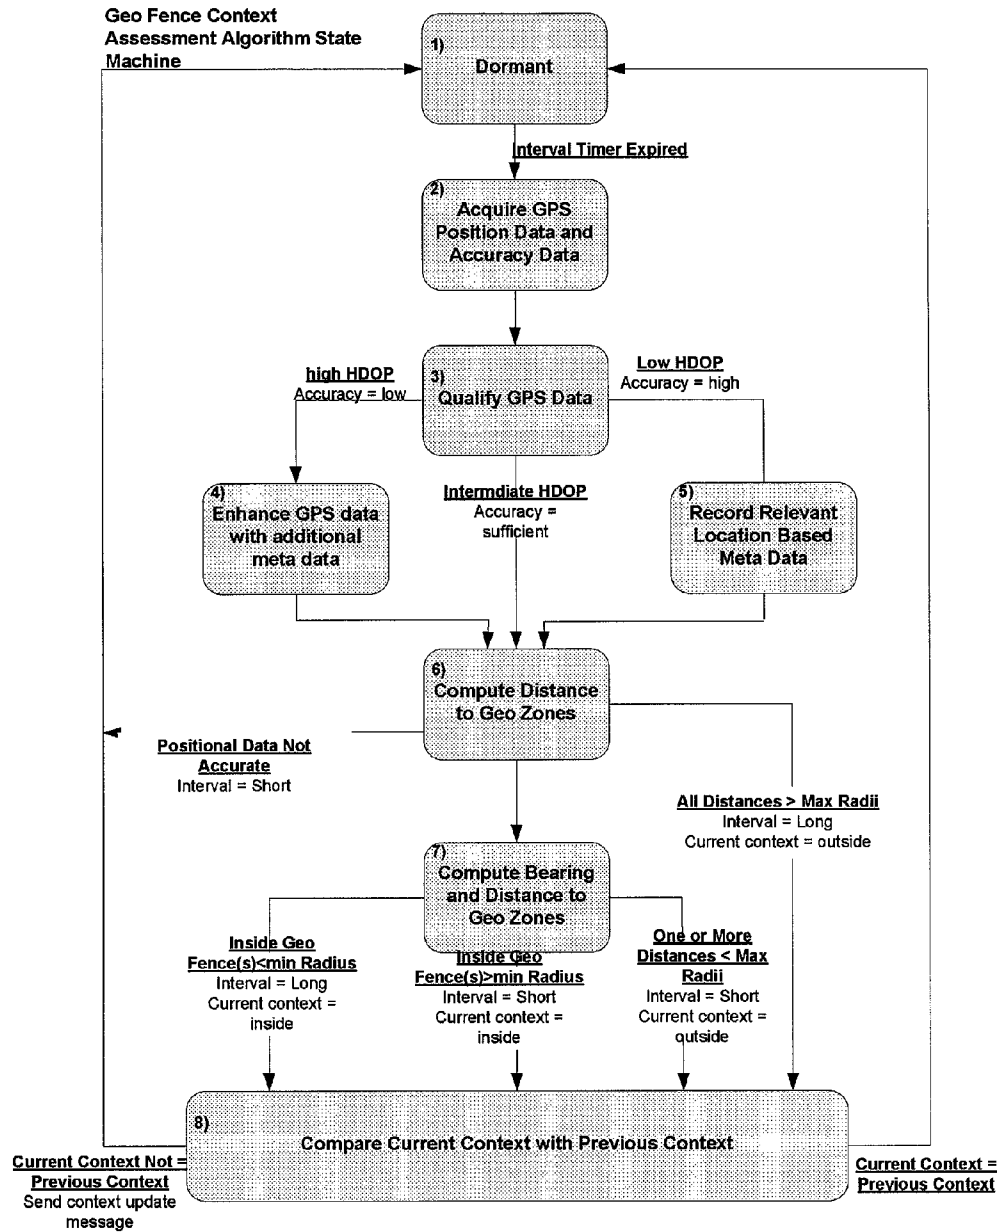 Geo Fence Context
Assessment Algorithm State
Machine
1)
Dormant
Interval Timer Expired
2)
Acquire GPS
Position Data and
Accuracy Data
high HDOP
Accuracy = low
3)
Qualify GPS Data
Low HDOP
Accuracy = high
4)
Enhance GPS data
with additional
meta data
Intermdiate HDOP
Accuracy =
sufficient
5)
Record Relevant
Location Based
Meta Data
6)
Compute Distance
to Geo Zones
Positional Data Not
Accurate
Interval = Short
All Distances > Max Radii
Interval = Long
Current context = outside
7)
Compute Bearing
and Distance to
Geo Zones
Inside Geo
Fence(s)<min Radius
Interval = Long
Current context =
inside
Inside Geo
Fence(s)>min Radius
Interval = Short
Current context =
inside
One or More
Distances < Max
Radii
Interval = Short
Current context =
outside
8)
Compare Current Context with Previous Context
Current Context Not =
Previous Context
Send context update
message
Current Context =
Previous Context